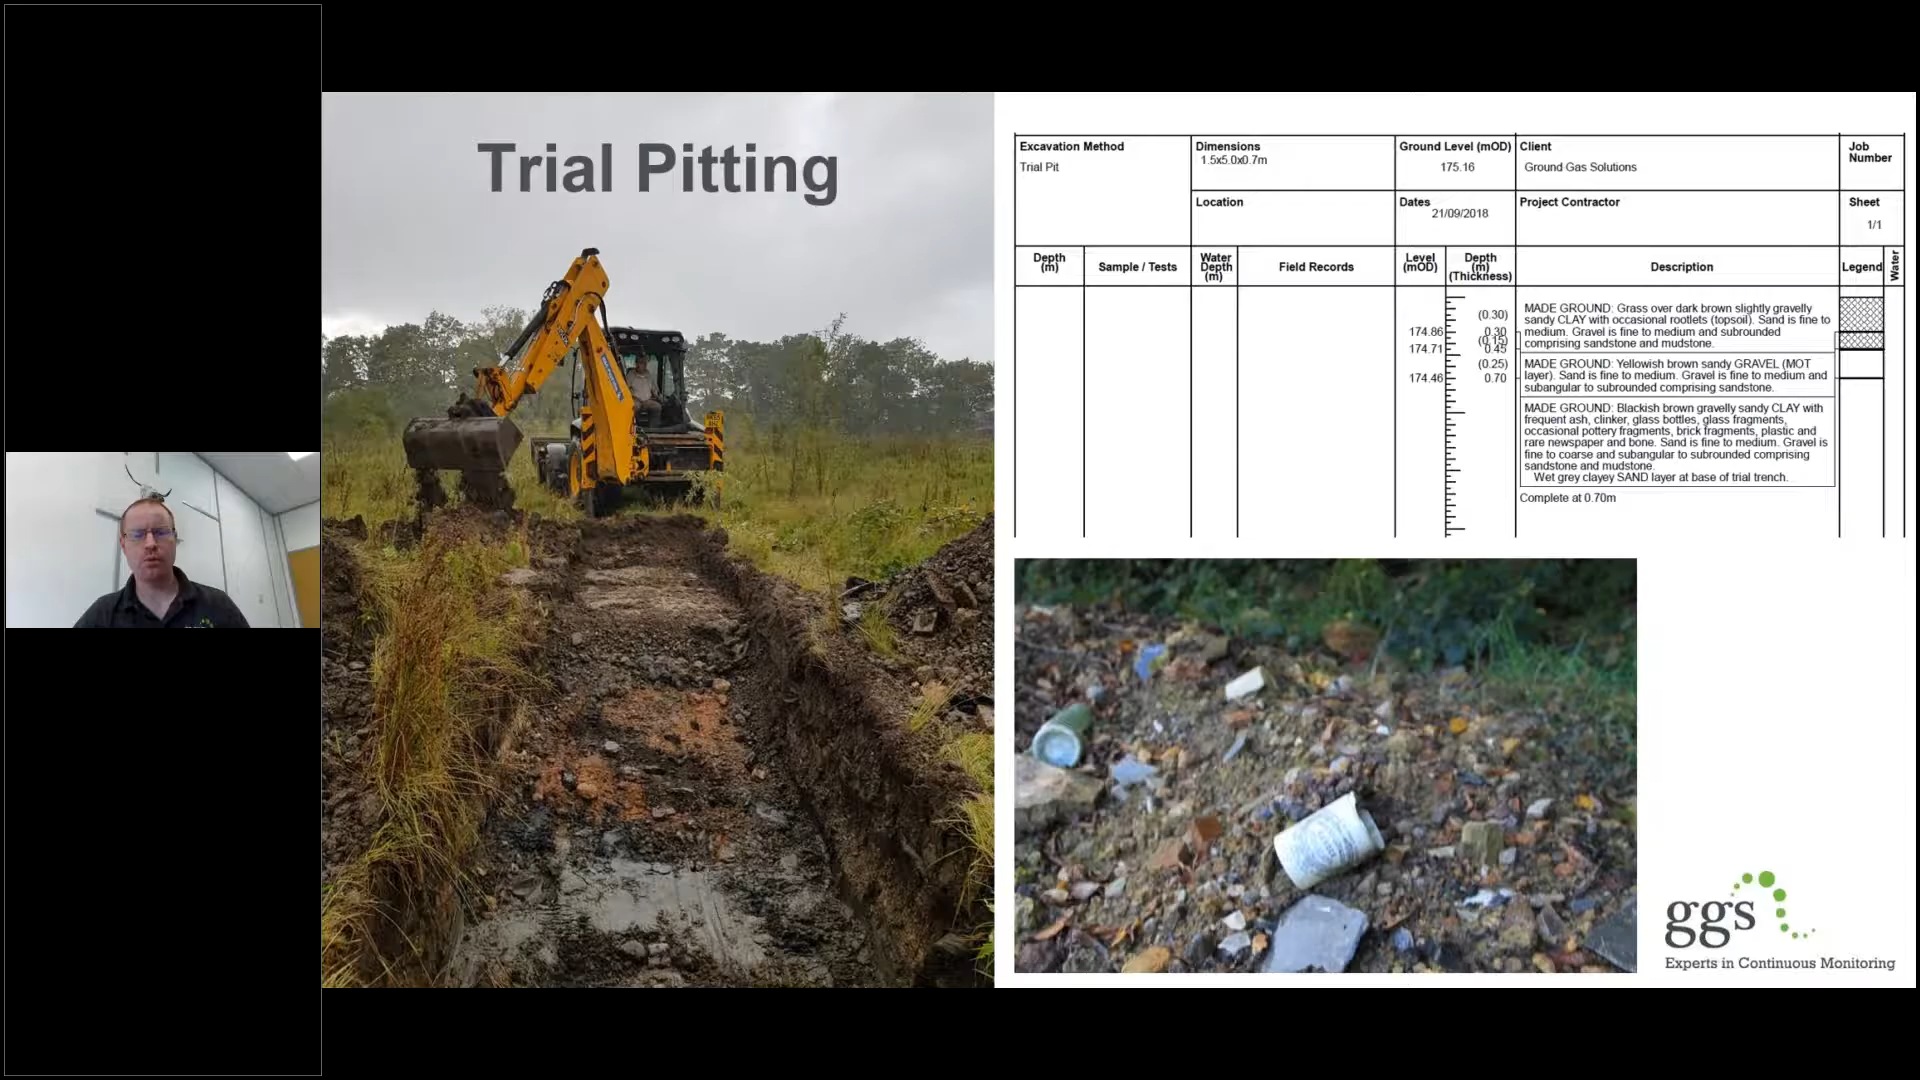 Trial Pitting
Excavation Method
Trial Pit
Dimensions
1.5x5.0x0.7m
Ground Level (mOD)
175.16
Client
Ground Gas Solutions
Job
Number
Location
Dates
21/09/2018
Project Contractor
Sheet
1/1
Depth
(m)
Sample / Tests
Water
Depth
(m)
Field Records
Level
(mOD)
Depth
(m)
(Thickness)
Description
Legend
Water
(0.30)
174.86 0.30
(0.15)
174.71 0.45
(0.25)
174.46 0.70
MADE GROUND: Grass over dark brown slightly gravelly
sandy CLAY with occasional rootlets (topsoil). Sand is fine to
medium. Gravel is fine to medium and subrounded
comprising sandstone and mudstone.
MADE GROUND: Yellowish brown sandy GRAVEL (MOT
layer). Sand is fine to medium. Gravel is fine to medium and
subangular to subrounded comprising sandstone.
MADE GROUND: Blackish brown gravelly sandy CLAY with
frequent ash, clinker, glass bottles, glass fragments,
occasional pottery fragments, brick fragments, plastic and
rare newspaper and bone. Sand is fine to medium. Gravel is
fine to coarse and subangular to subrounded comprising
sandstone and mudstone.
Wet grey clayey SAND layer at base of trial trench.
Complete at 0.70m
ggs
Experts in Continuous Monitoring